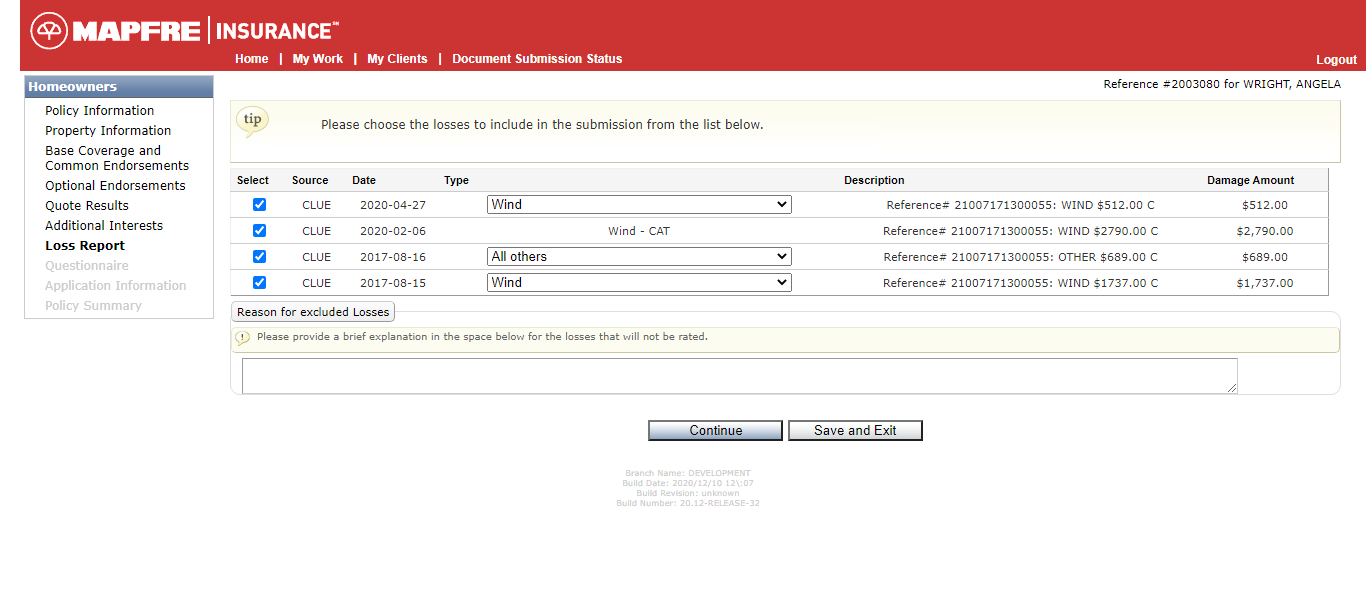 MAPFRE | INSURANCE℠
Home | My Work | My Clients | Document Submission Status
Logout
Homeowners
Policy Information
Property Information
Base Coverage and
Common Endorsements
Optional Endorsements
Quote Results
Additional Interests
Loss Report
Questionnaire
Application Information
Policy Summary
Reference #2003080 for WRIGHT, ANGELA
tip
Please choose the losses to include in the submission from the list below.
Select Source Date Type Description Damage Amount
CLUE 2020-04-27 Wind Reference# 21007171300055: WIND $512.00 C $512.00
CLUE 2020-02-06 Wind - CAT Reference# 21007171300055: WIND $2790.00 C $2,790.00
CLUE 2017-08-16 All others Reference# 21007171300055: OTHER $689.00 C $689.00
CLUE 2017-08-15 Wind Reference# 21007171300055: WIND $1737.00 C $1,737.00
Reason for excluded Losses
! Please provide a brief explanation in the space below for the losses that will not be rated.
Continue Save and Exit
Branch Name: DEVELOPMENT
Build Date: 2020/12/10 12\:07
Build Revision: unknown
Build Number: 20.12-RELEASE-32